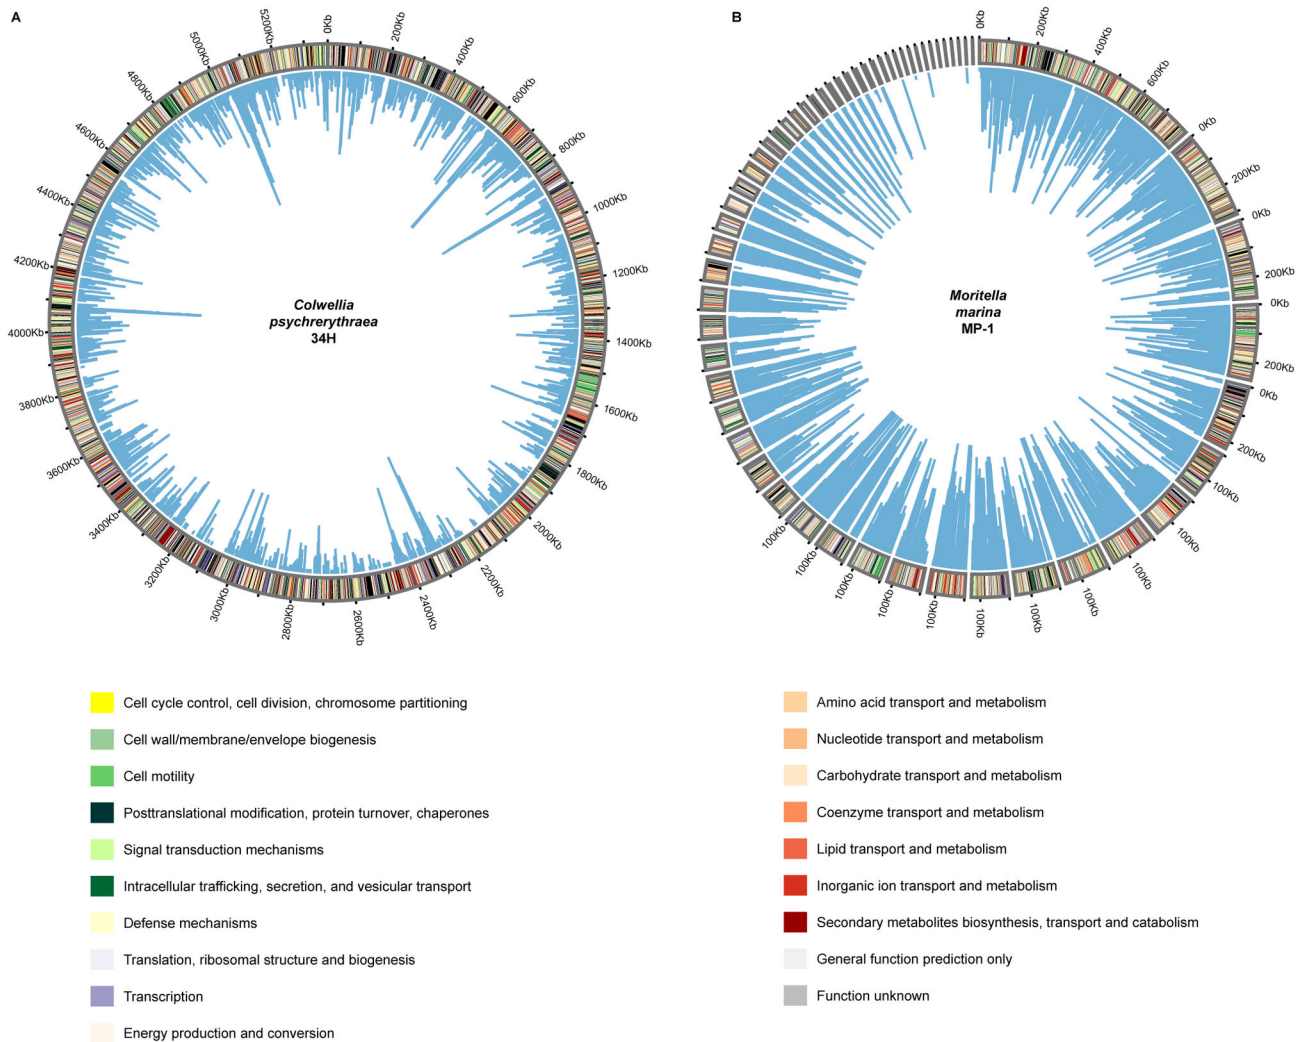 A
0Kb
200Kb
400Kb
600Kb
800Kb
1000Kb
1200Kb
1400Kb
1600Kb
1800Kb
2000Kb
2200Kb
2400Kb
2600Kb
2800Kb
3000Kb
3200Kb
3400Kb
3600Kb
3800Kb
4000Kb
4200Kb
4400Kb
4600Kb
4800Kb
5000Kb
5200Kb
Colwellia
psychrerythraea
34H
B
0Kb
200Kb
400Kb
600Kb
0Kb
200Kb
0Kb
200Kb
0Kb
200Kb
0Kb
200Kb
100Kb
100Kb
100Kb
100Kb
100Kb
100Kb
100Kb
100Kb
100Kb
100Kb
100Kb
Moritella
marina
MP-1
Cell cycle control, cell division, chromosome partitioning
Cell wall/membrane/envelope biogenesis
Cell motility
Posttranslational modification, protein turnover, chaperones
Signal transduction mechanisms
Intracellular trafficking, secretion, and vesicular transport
Defense mechanisms
Translation, ribosomal structure and biogenesis
Transcription
Energy production and conversion
Amino acid transport and metabolism
Nucleotide transport and metabolism
Carbohydrate transport and metabolism
Coenzyme transport and metabolism
Lipid transport and metabolism
Inorganic ion transport and metabolism
Secondary metabolites biosynthesis, transport and catabolism
General function prediction only
Function unknown